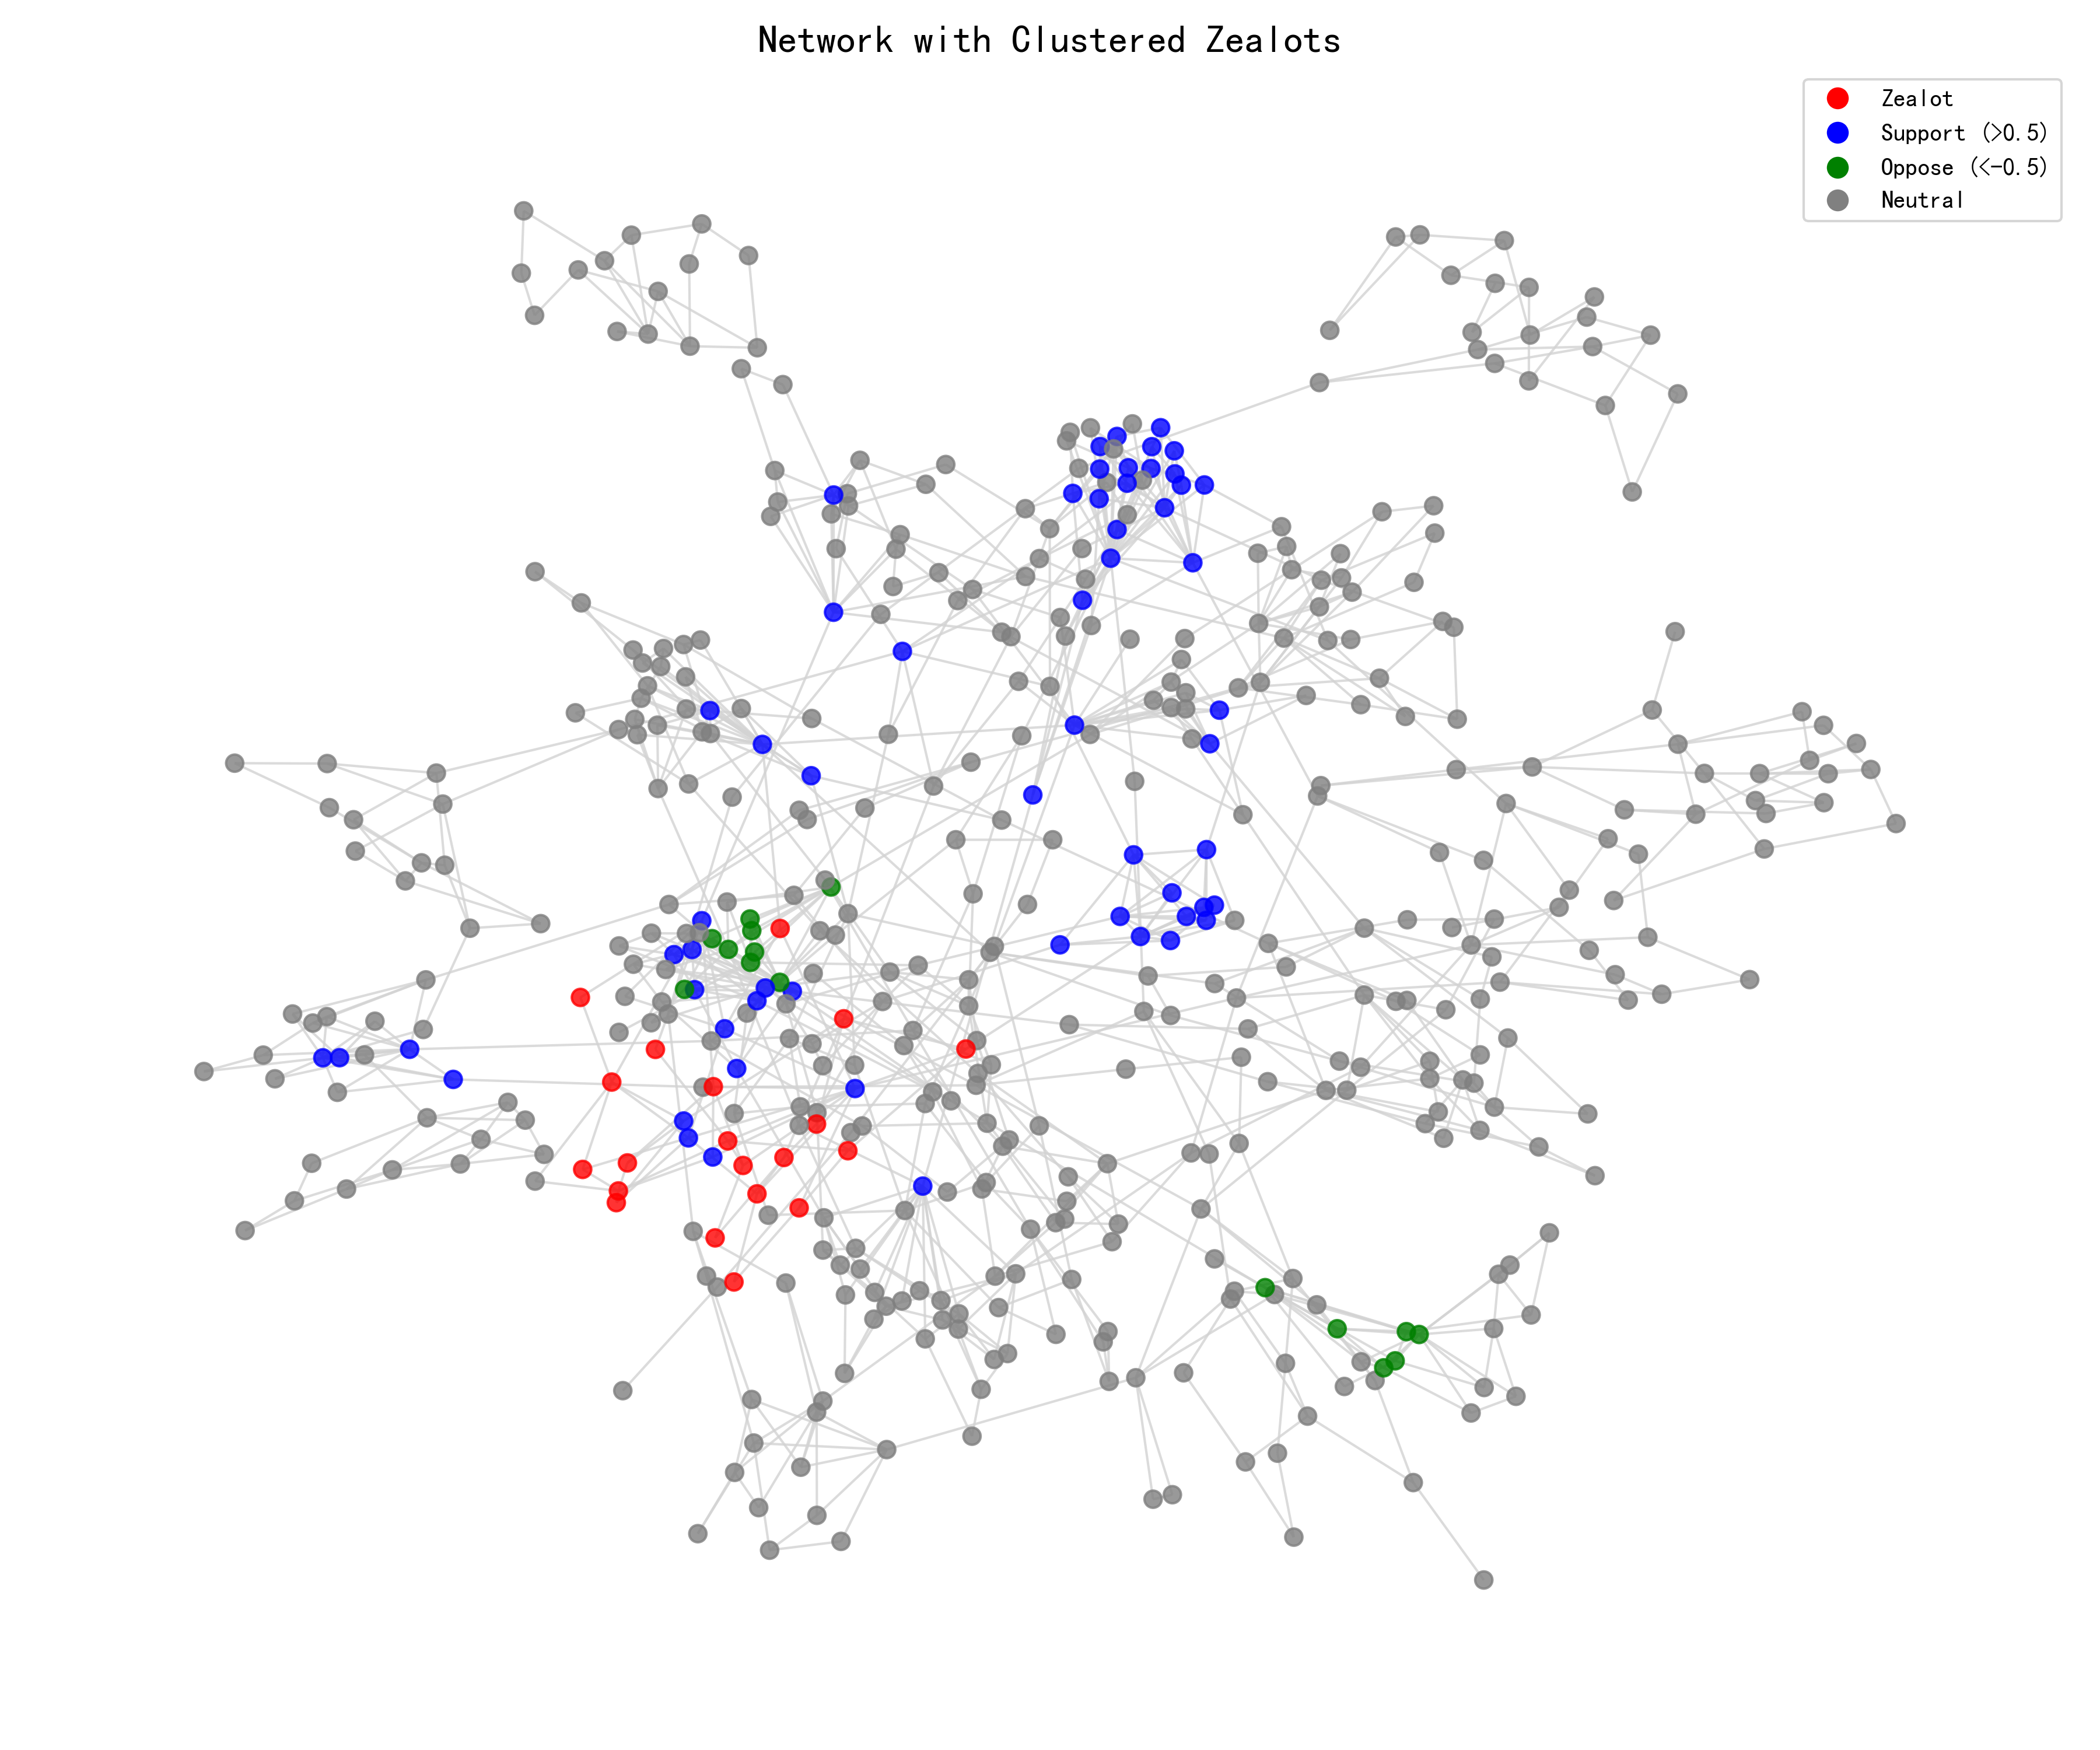 Network with Clustered Zealots
Zealot
Support (>0.5)
Oppose (<-0.5)
Neutral